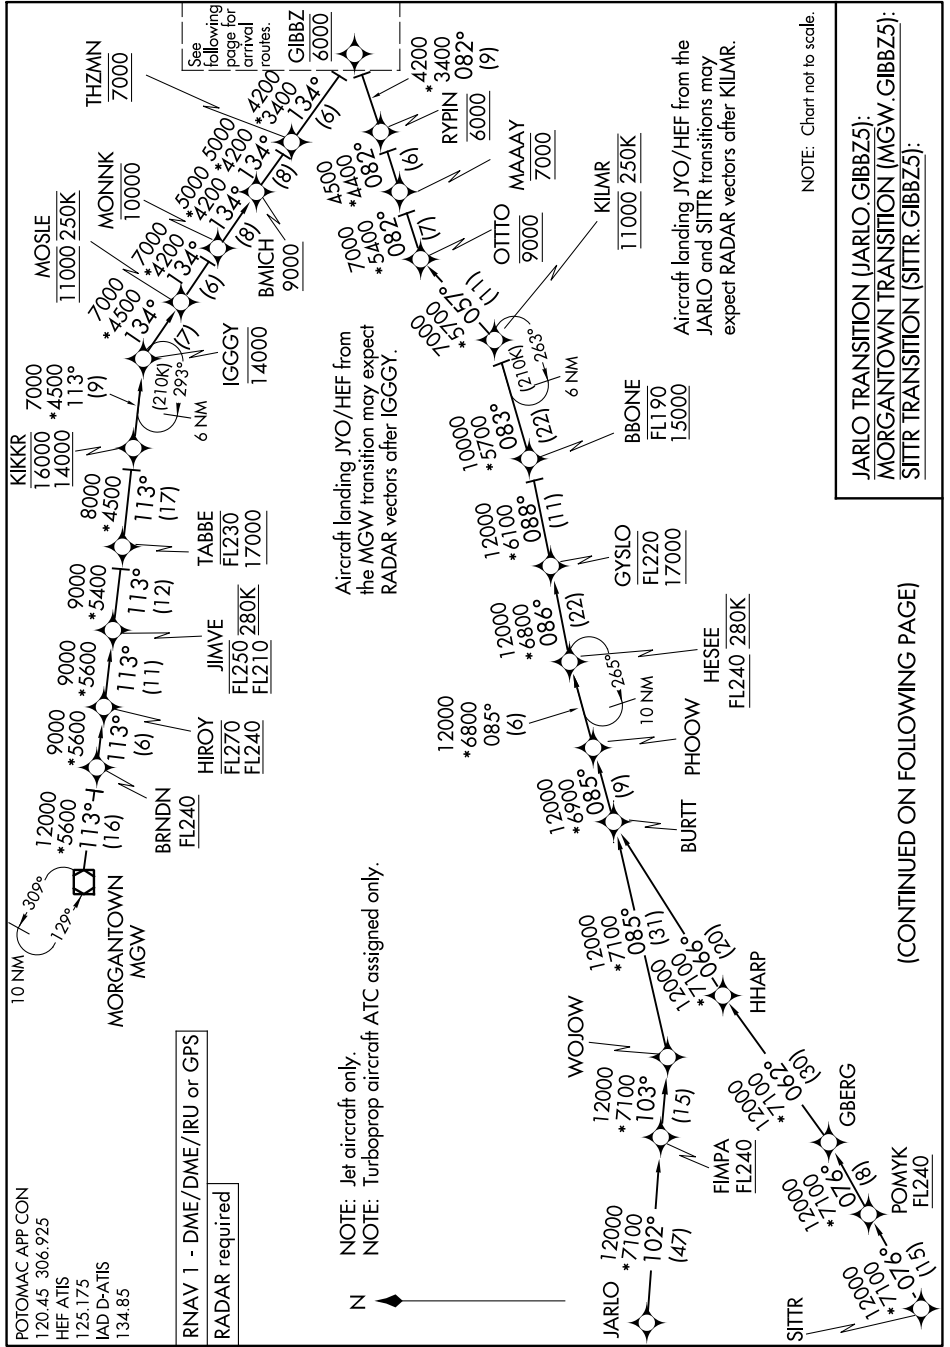 POTOMAC APP CON
120.45 306.925
HEF ATIS
125.175
IAD D-ATIS
134.85
RNAV 1 - DME/DME/IRU or GPS
RADAR required
10 NM
309°
129°
MORGANTOWN
MGW
12000
*5600
113°
(16)
BRNDN
FL240
9000
*5600
113°
(6)
HIROY
FL270
FL240
9000
*5600
113°
(11)
JIMVE
FL250 280K
FL210
9000
*5400
113°
(12)
TABBE
FL230
17000
8000
*4500
113°
(17)
KIKKR
16000
14000
7000
*4500
113°
(9)
(210K)
293°
6 NM
IGGGY
14000
7000
*4500
134°
(7)
MOSLE
11000 250K
7000
*4200
134°
(6)
MONNK
10000
5000
*4200
134°
(8)
BMICH
9000
5000
*4200
134°
(8)
THZMN
7000
4200
*3400
134°
(6)
See
following
page for
arrival
routes.
GIBBZ
6000
4200
*3400
082°
(9)
RYPIN
6000
4500
*4400
082°
(6)
MAAAY
7000
7000
*5400
082°
(7)
OTTTO
9000
7000
*5700
057°
(11)
KILMR
11000 250K
(210K)
263°
6 NM
10000
*5700
083°
(22)
BBONE
FL190
15000
12000
*6100
088°
(11)
GYSLO
FL220
17000
12000
*6800
086°
(22)
HESEE
FL240 280K
265°
10 NM
12000
*6800
085°
(6)
PHOOW
12000
*6900
085°
(9)
BURTT
12000
*7100
085°
(31)
WOJOW
12000
*7100
103°
(15)
FIMPA
FL240
12000
*7100
102°
(47)
JARLO
12000
*7100
066°
(20)
HHARP
12000
*7100
062°
(30)
GBERG
12000
*7100
076°
(8)
POMYK
FL240
12000
*7100
076°
(15)
SITTR
N
NOTE: Jet aircraft only.
NOTE: Turboprop aircraft ATC assigned only.
Aircraft landing JYO/HEF from
the MGW transition may expect
RADAR vectors after IGGGY.
Aircraft landing JYO/HEF from the
JARLO and SITTR transitions may
expect RADAR vectors after KILMR.
NOTE: Chart not to scale.
JARLO TRANSITION (JARLO.GIBBZ5):
MORGANTOWN TRANSITION (MGW.GIBBZ5):
SITTR TRANSITION (SITTR.GIBBZ5):
(CONTINUED ON FOLLOWING PAGE)